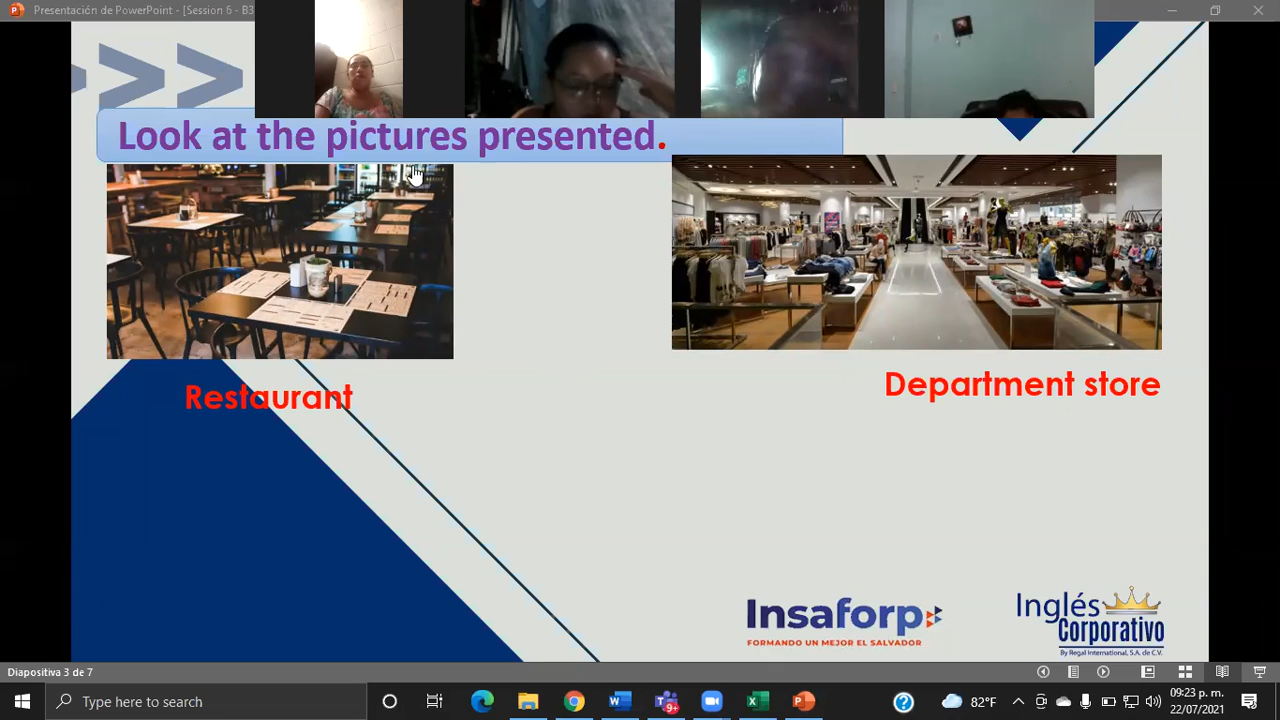 Presentación de PowerPoint - [Session 6 - B3
>>>
Look at the pictures presented.
Restaurant
Department store
Insaforp
FORMANDO UN MEJOR EL SALVADOR
Inglés
Corporativo
By Regal International, S.A. de C.V.
Diapositiva 3 de 7
Type here to search
9+
82°F
09:23 p. m.
22/07/2021